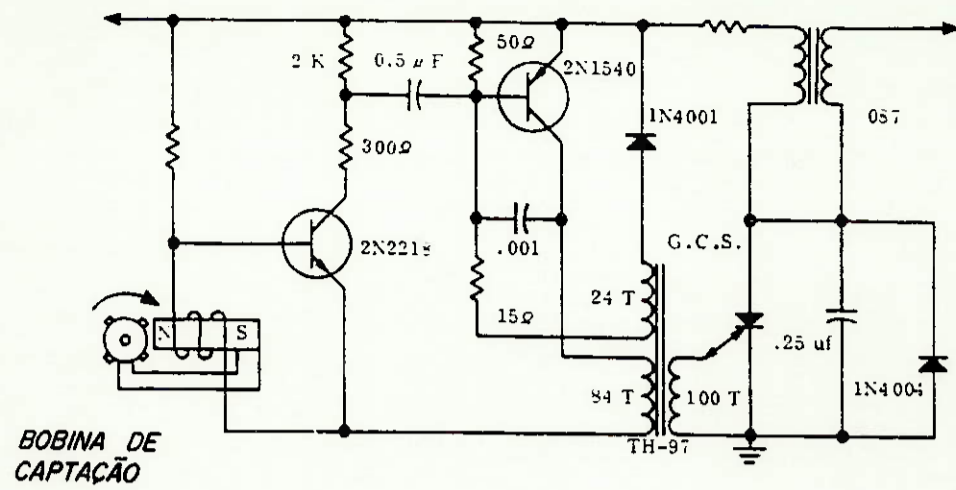 50Ω
2 K
0.5 μF
2N1540
1N4001
087
300Ω
2N2218
.001
G.C.S.
24 T
15Ω
.25 uf
N S
84 T
100 T
1N4004
TH-97
BOBINA DE
CAPTAÇÃO